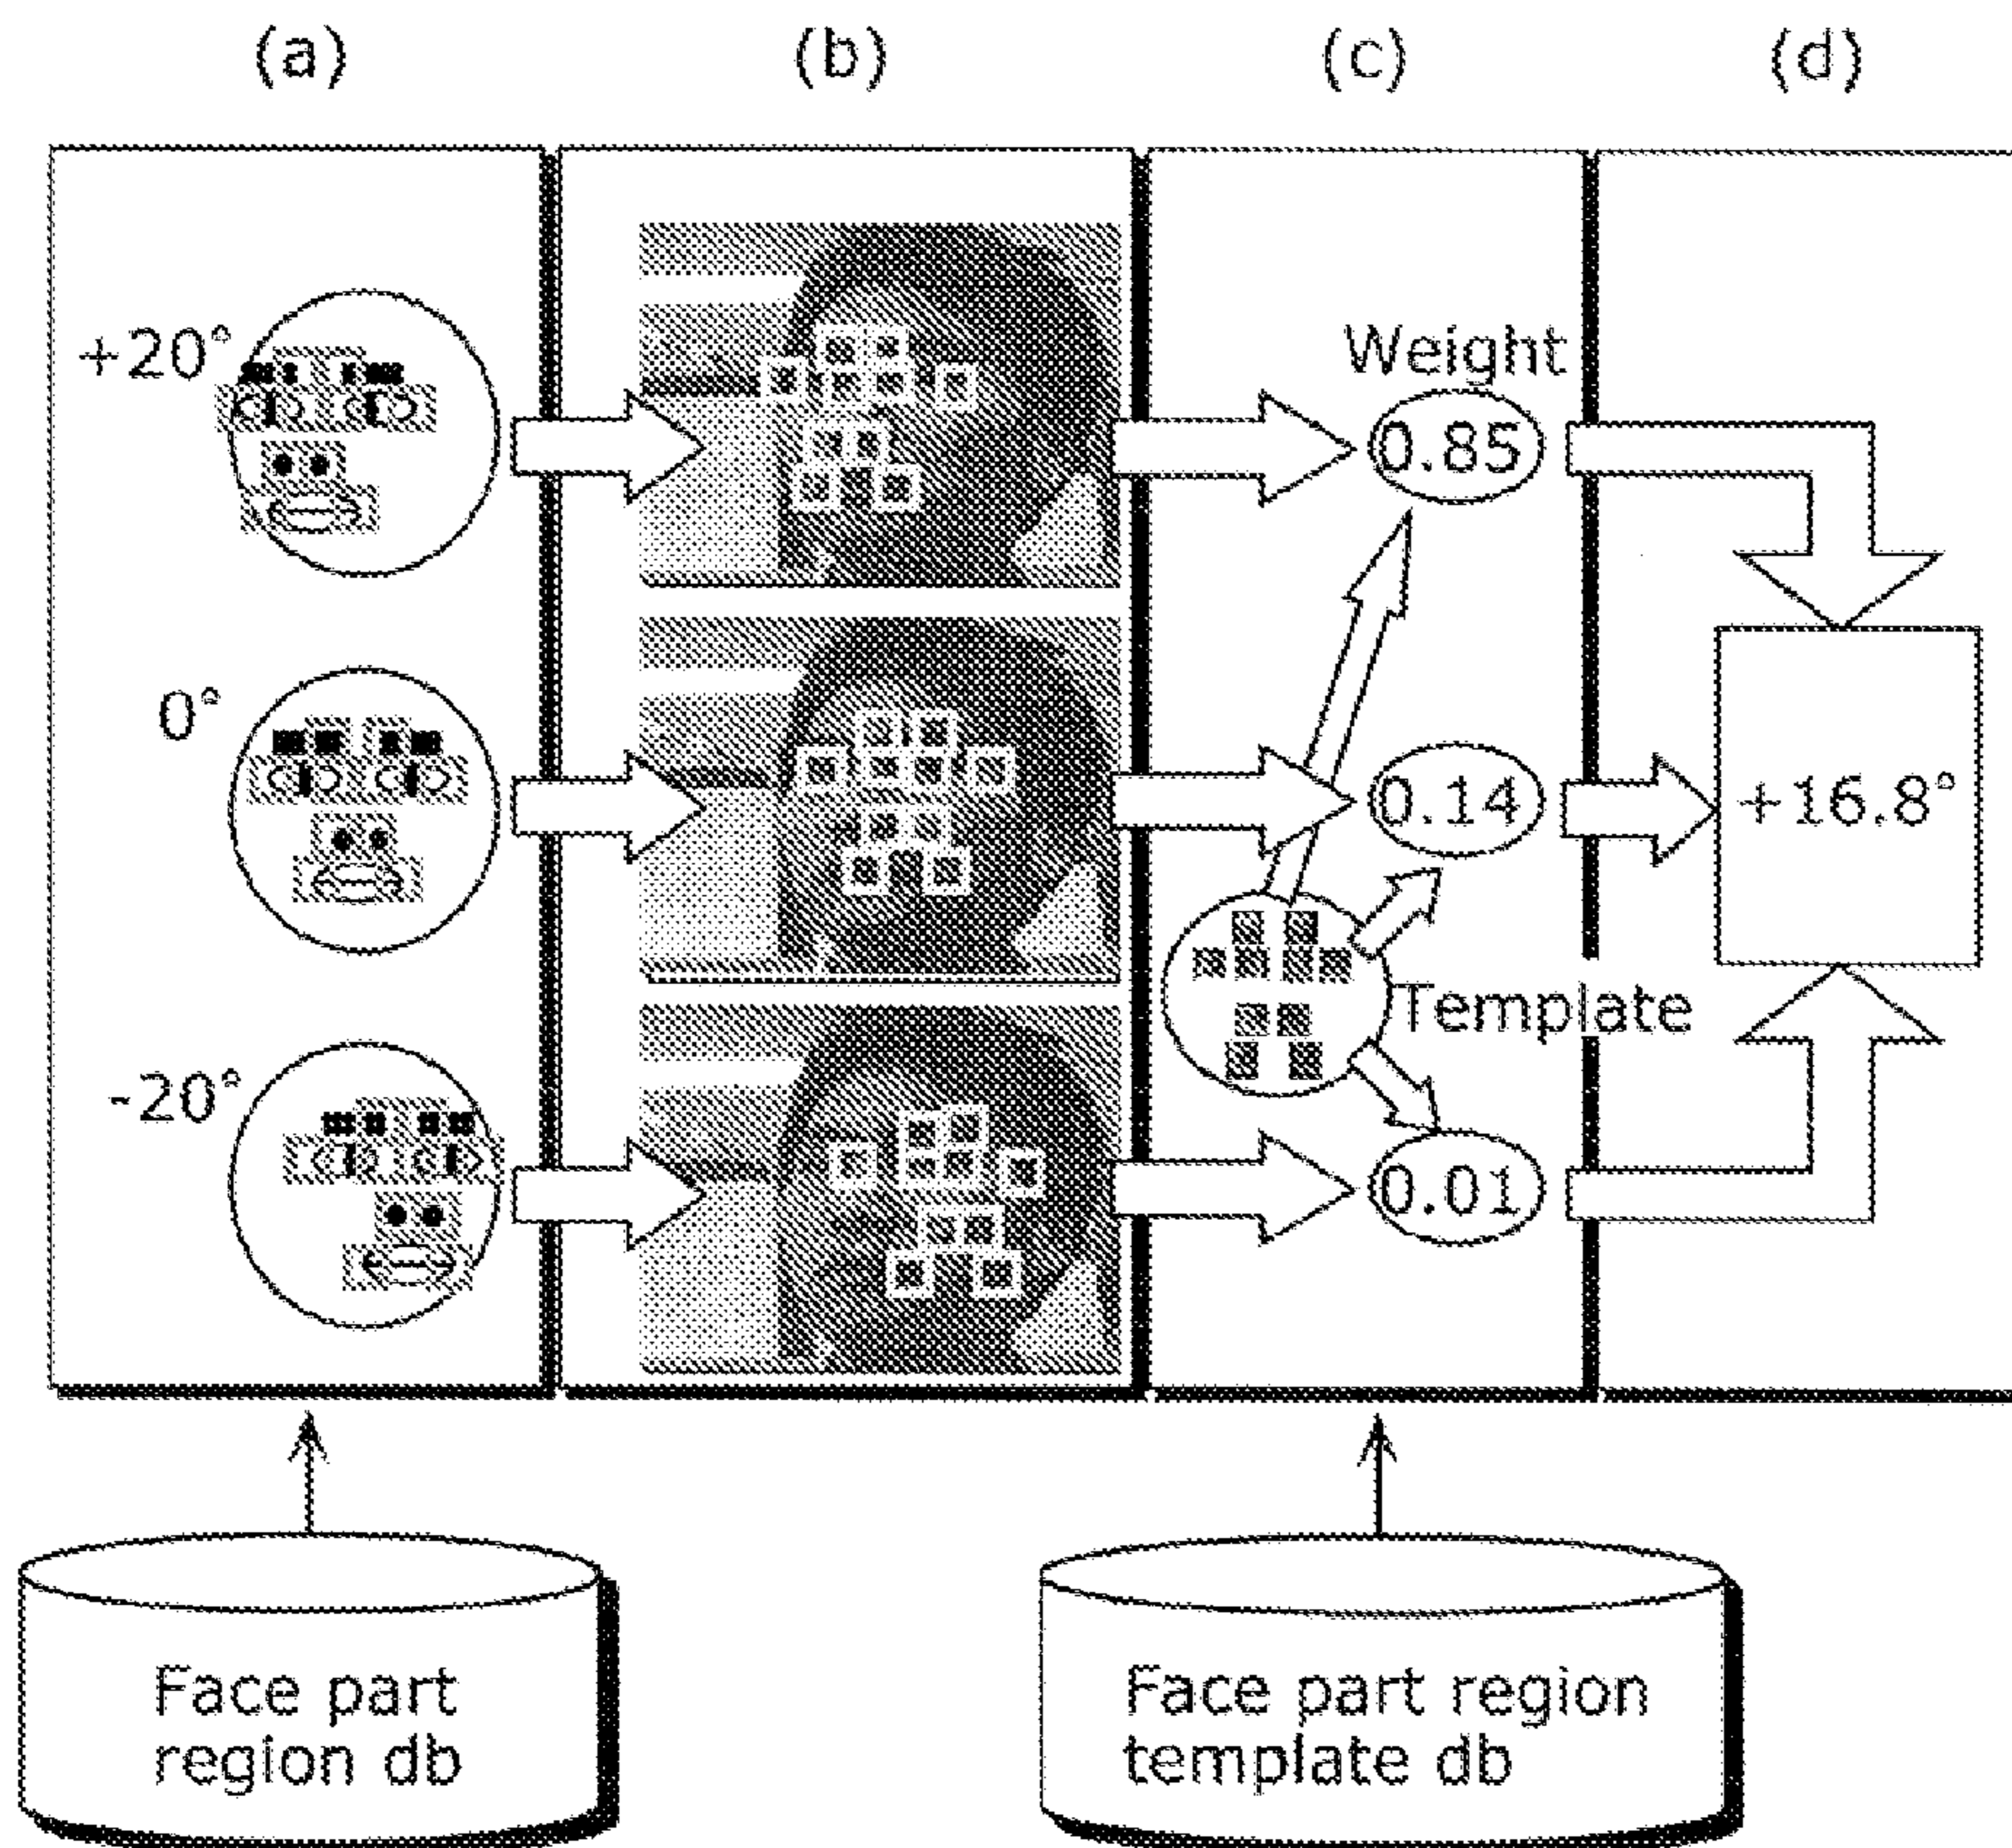 (a) (b) (c) (d)
+20°
Weight
0.85
0°
0.14
+16.8°
Template
-20°
0.01
Face part
region db
Face part region
template db